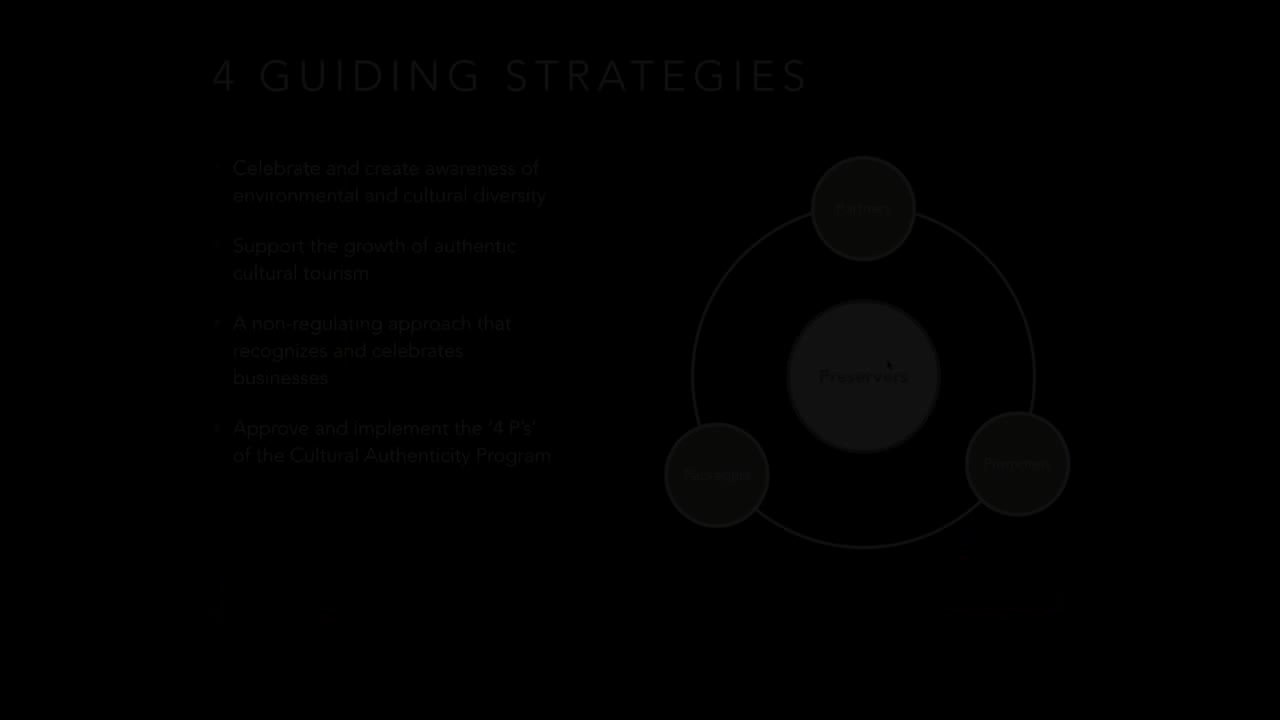 4 GUIDING STRATEGIES
Celebrate and create awareness of
environmental and cultural diversity
Support the growth of authentic
cultural tourism
A non-regulating approach that
recognizes and celebrates
businesses
Approve and implement the '4 P's'
of the Cultural Authenticity Program
Partners
Preservers